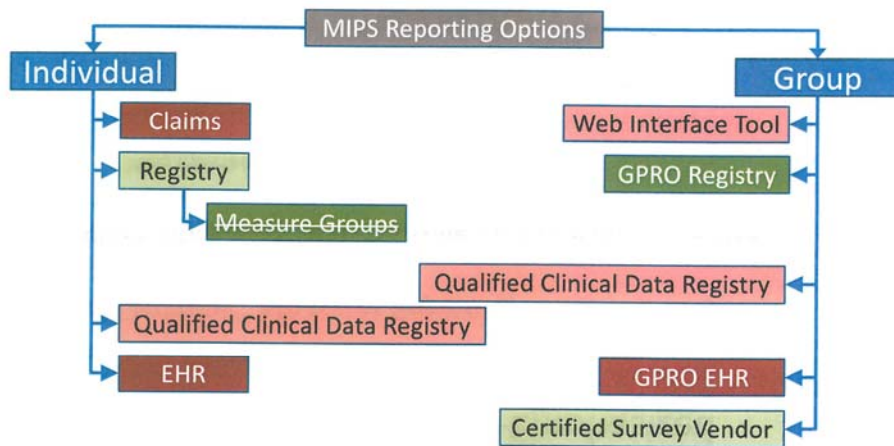 MIPS Reporting Options
Individual
Claims
Registry
Measure Groups
Qualified Clinical Data Registry
EHR
Group
Web Interface Tool
GPRO Registry
Qualified Clinical Data Registry
GPRO EHR
Certified Survey Vendor